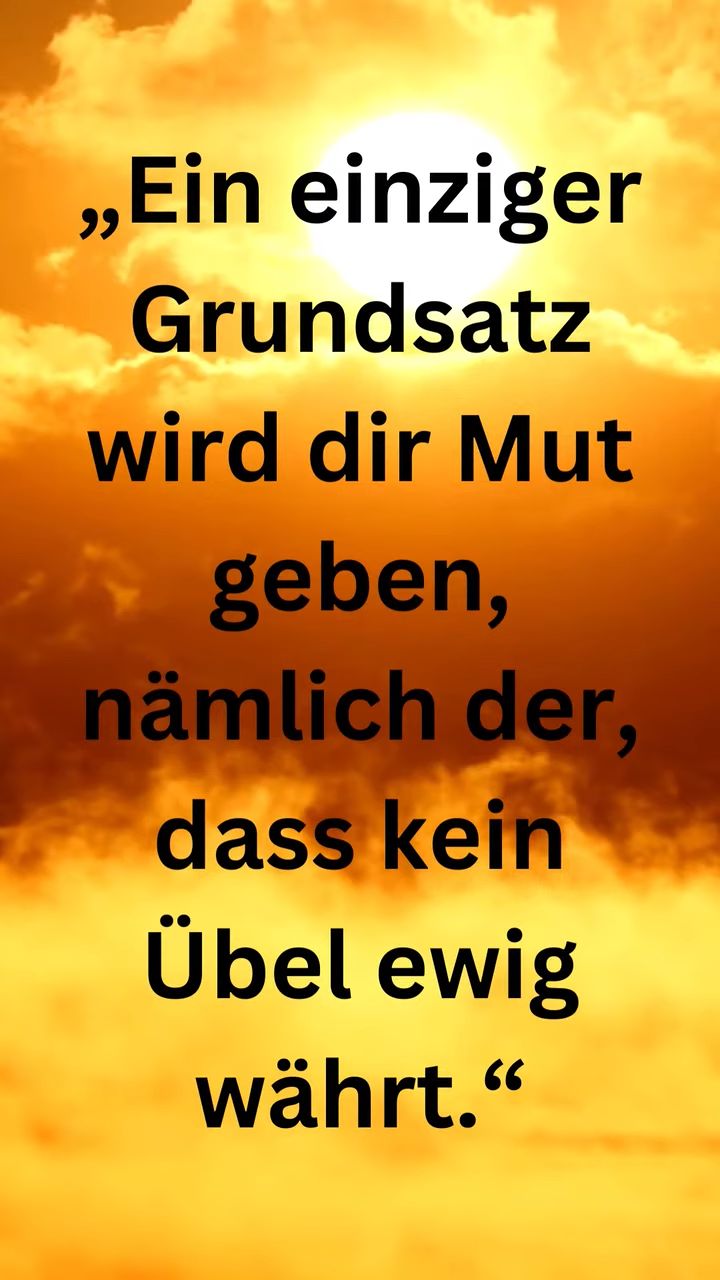 „Ein einziger
Grundsatz
wird dir Mut
geben,
nämlich der,
dass kein
Übel ewig
währt.“